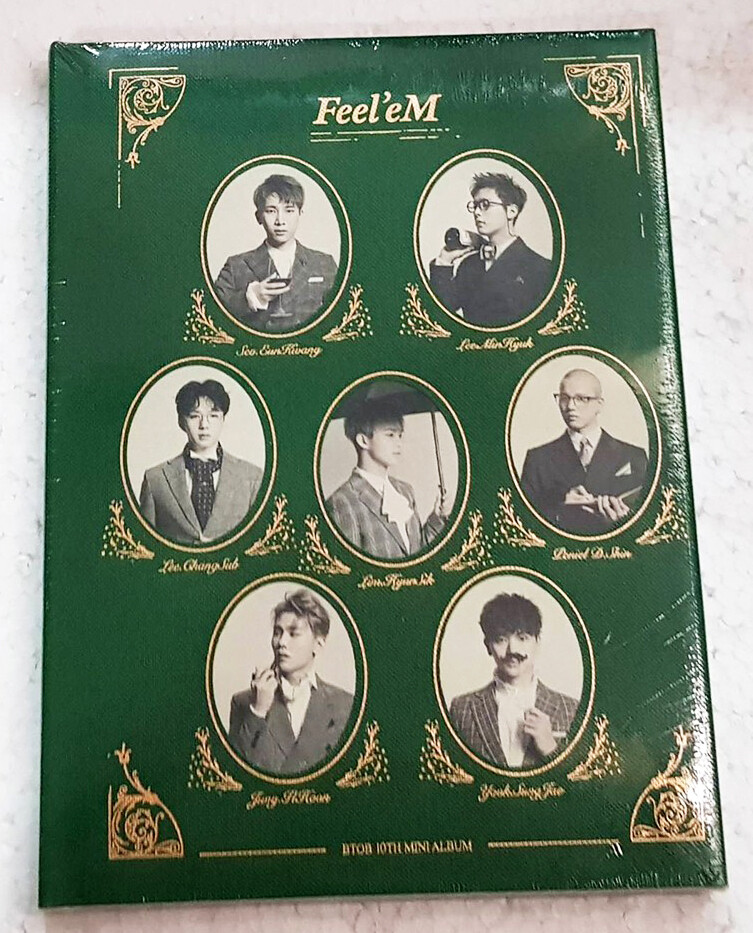 Feel'eM
Seo.EunKwang
Lee.MinHyuk
Lee.ChangSub
Lim.HyunSik
Peniel D.Shin
Jung.IlHoon
Yook.SungJae
BTOB 10TH MINI ALBUM